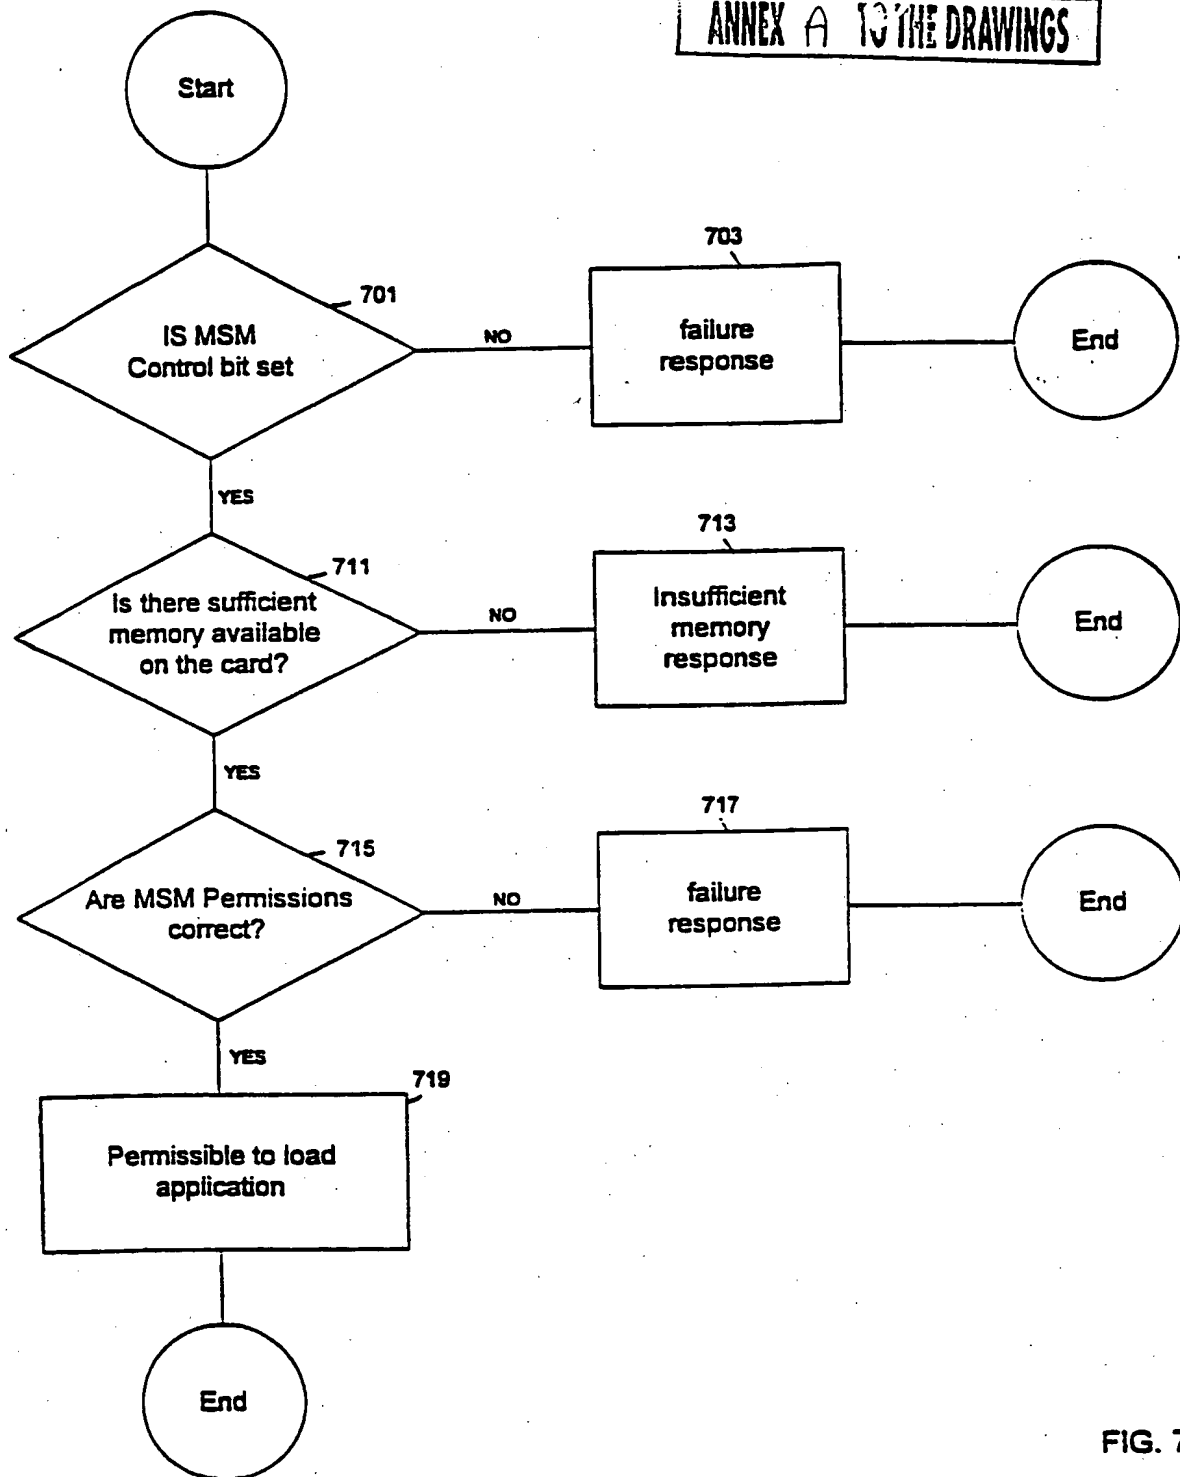 ANNEX A TO THE DRAWINGS
Start
701
IS MSM
Control bit set
NO
703
failure
response
End
YES
711
Is there sufficient
memory available
on the card?
NO
713
Insufficient
memory
response
End
YES
715
Are MSM Permissions
correct?
NO
717
failure
response
End
YES
719
Permissible to load
application
End
FIG. 7